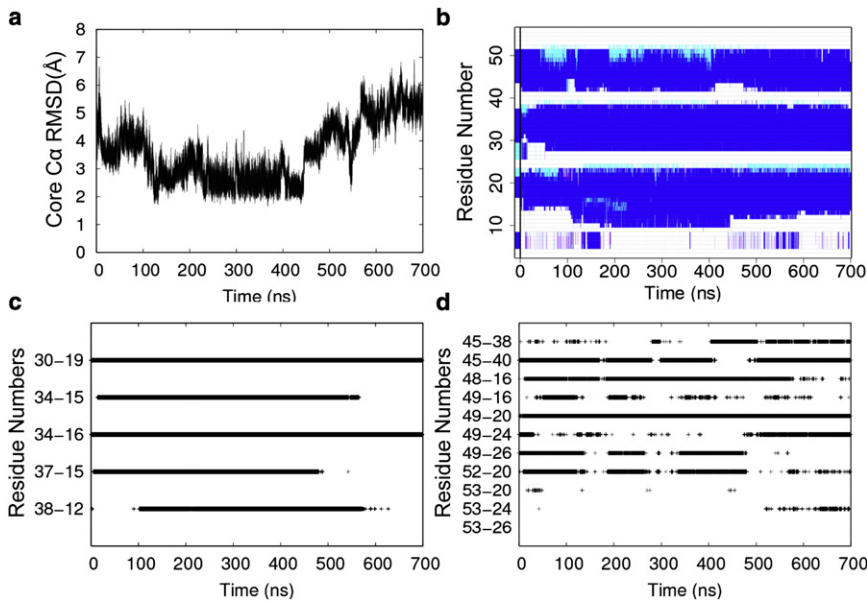 a
8
7
6
5
4
3
2
1
0
Core Cα RMSD(Å)
0 100 200 300 400 500 600 700
Time (ns)
b
50
40
30
20
10
Residue Number
0 100 200 300 400 500 600 700
Time (ns)
c
30−19
34−15
34−16
37−15
38−12
Residue Numbers
0 100 200 300 400 500 600 700
Time (ns)
d
45−38
45−40
48−16
49−16
49−20
49−24
49−26
52−20
53−20
53−24
53−26
Residue Numbers
0 100 200 300 400 500 600 700
Time (ns)